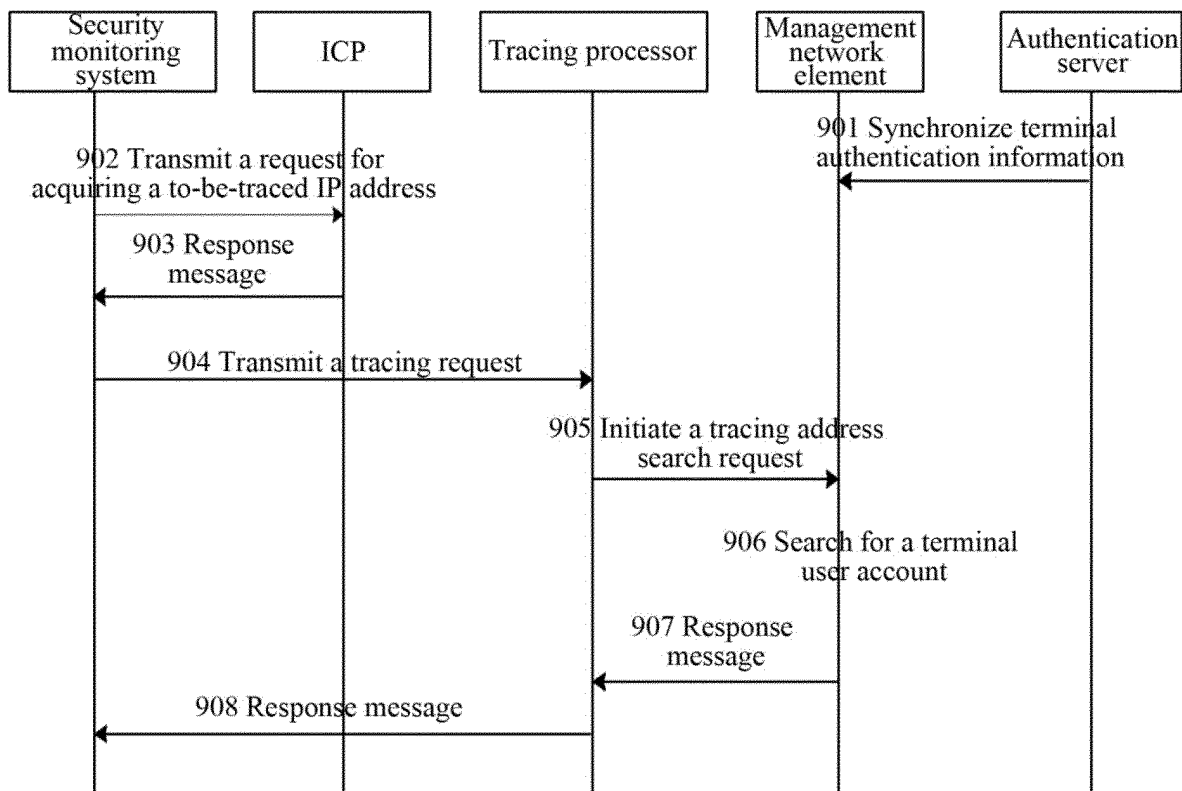 Security
monitoring
system
ICP
Tracing processor
Management
network
element
Authentication
server
901 Synchronize terminal
authentication information
902 Transmit a request for
acquiring a to-be-traced IP address
903 Response
message
904 Transmit a tracing request
905 Initiate a tracing address
search request
906 Search for a terminal
user account
907 Response
message
908 Response message